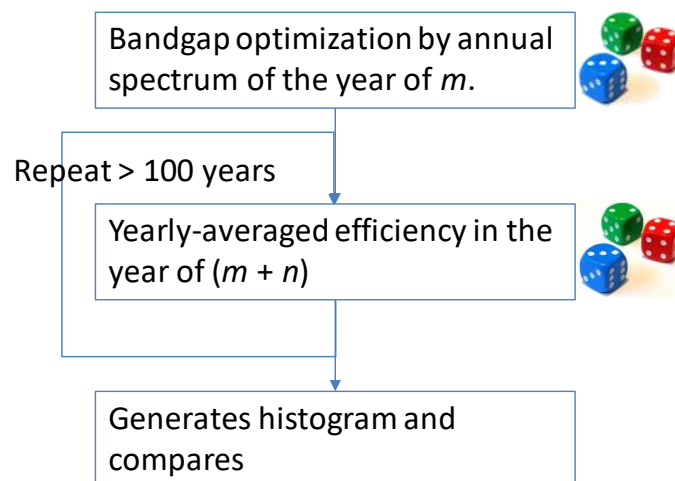 Bandgap optimization by annual
spectrum of the year of m.
Repeat > 100 years
Yearly-averaged efficiency in the
year of (m + n)
Generates histogram and
compares